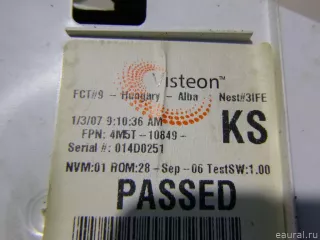 Visteon™
FCT#9 - Hungary - Alba : Nest#3IFE
1/3/07 9:10:36 AM
KS
FPN: 4M5T-10849-
Serial #: 014D0251
NVM:01 ROM:28-Sep-06 TestSW:1.00
PASSED
www.eaural.ru ©